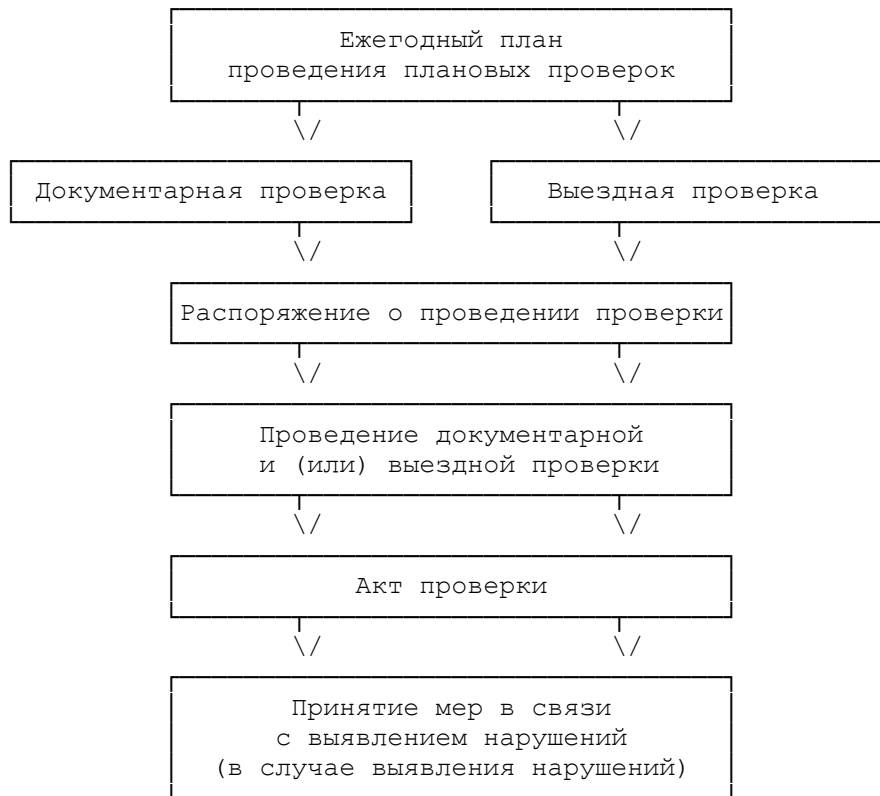 Ежегодный план
проведения плановых проверок
\/ \/
Документарная проверка Выездная проверка
\/ \/
Распоряжение о проведении проверки
\/ \/
Проведение документарной
и (или) выездной проверки
\/ \/
Акт проверки
\/ \/
Принятие мер в связи
с выявлением нарушений
(в случае выявления нарушений)